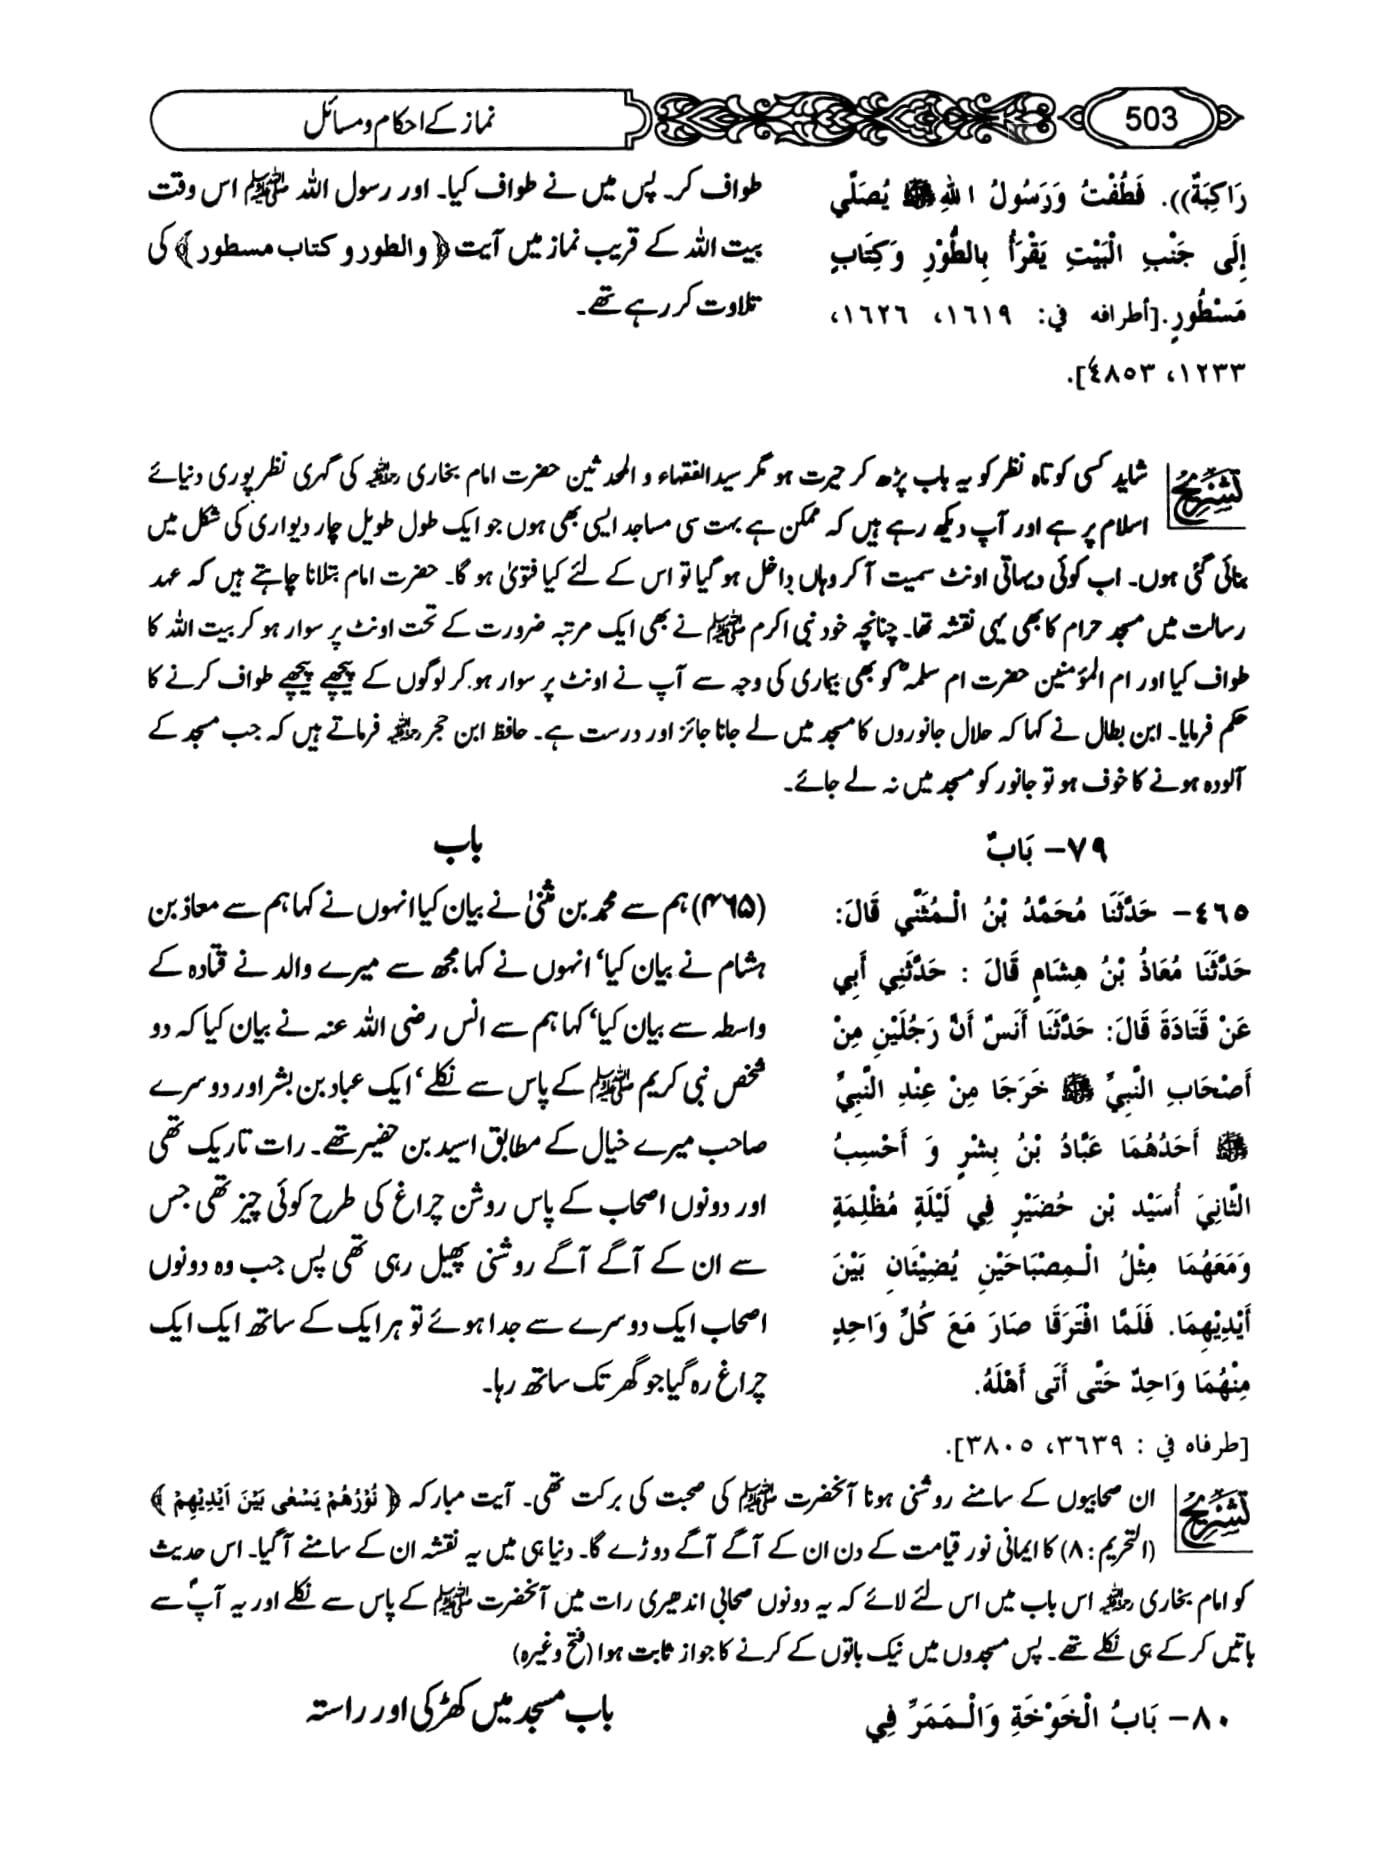 503
نماز کے احکام و مسائل
رَاكِبَةٌ)). فَطُفْتُ وَرَسُولُ اللهِ ﷺ يُصَلِّي
إِلَى جَنْبِ الْبَيْتِ يَقْرَأُ بِالطُّوْرِ وَكِتَابٍ
مَسْطُورٍ.[أطرافه في: ١٦١٩، ١٦٢٦،
١٢٣٣، ٤٨٥٣].
طواف کر۔ پس میں نے طواف کیا۔ اور رسول اللہ ﷺ اس وقت
بیت اللہ کے قریب نماز میں آیت ﴿والطور و کتاب مسطور﴾ کی
تلاوت کر رہے تھے۔
تشریح
شاید کسی کوتاہ نظر کو یہ باب پڑھ کر حیرت ہو مگر سید الفقہاء و المحدثین حضرت امام بخاری رحمۃ اللہ علیہ کی گہری نظر پوری دنیائے
اسلام پر ہے اور آپ دیکھ رہے ہیں کہ ممکن ہے بہت سی مساجد ایسی بھی ہوں جو ایک طول طویل چار دیواری کی شکل میں
بنائی گئی ہوں۔ اب کوئی دیہاتی اونٹ سمیت آکر وہاں داخل ہو گیا تو اس کے لئے کیا فتویٰ ہو گا۔ حضرت امام بتلانا چاہتے ہیں کہ عہد
رسالت میں مسجد حرام کا بھی یہی نقشہ تھا۔ چنانچہ خود نبی اکرم ﷺ نے بھی ایک مرتبہ ضرورت کے تحت اونٹ پر سوار ہو کر بیت اللہ کا
طواف کیا اور ام المؤمنین حضرت ام سلمہؓ کو بھی بیماری کی وجہ سے آپ نے اونٹ پر سوار ہو کر لوگوں کے پیچھے پیچھے طواف کرنے کا
حکم فرمایا۔ ابن بطال نے کہا کہ حلال جانوروں کا مسجد میں لے جانا جائز اور درست ہے۔ حافظ ابن حجر رحمۃ اللہ علیہ فرماتے ہیں کہ جب مسجد کے
آلودہ ہونے کا خوف ہو تو جانور کو مسجد میں نہ لے جائے۔
٧٩- بَابٌ
باب
٤٦٥- حَدَّثَنَا مُحَمَّدُ بْنُ الْمُثَنَّي قَالَ:
حَدَّثَنَا مُعَاذُ بْنُ هِشَامٍ قَالَ : حَدَّثَنِي أَبِي
عَنْ قَتَادَةَ قَالَ: حَدَّثَنَا أَنَسٌ أَنَّ رَجُلَيْنِ مِنْ
أَصْحَابِ النَّبِيِّ ﷺ خَرَجَا مِنْ عِنْدِ النَّبِيِّ
ﷺ أَحَدُهُمَا عَبَّادُ بْنُ بِشْرٍ وَ أَحْسِبُ
الثَّانِيَ أُسَيْد بْن حُضَيْرٍ فِي لَيْلَةٍ مُظْلِمَةٍ
وَمَعَهُمَا مِثْلُ الْمِصْبَاحَيْنِ يُضِيْئَانِ بَيْنَ
أَيْدِيْهِمَا. فَلَمَّا افْتَرَقَا صَارَ مَعَ كُلِّ وَاحِدٍ
مِنْهُمَا وَاحِدٌ حَتَّى أَتَى أَهْلَهُ.
[طرفاه في : ٣٦٣٩، ٣٨٠٥].
(۴۶۵) ہم سے محمد بن مثنیٰ نے بیان کیا انہوں نے کہا ہم سے معاذ بن
ہشام نے بیان کیا' انہوں نے کہا مجھ سے میرے والد نے قتادہ کے
واسطہ سے بیان کیا' کہا ہم سے انس رضی اللہ عنہ نے بیان کیا کہ دو
شخص نبی کریم ﷺ کے پاس سے نکلے' ایک عباد بن بشر اور دوسرے
صاحب میرے خیال کے مطابق اسید بن حضیر تھے۔ رات تاریک تھی
اور دونوں اصحاب کے پاس روشن چراغ کی طرح کوئی چیز تھی جس
سے ان کے آگے آگے روشنی پھیل رہی تھی پس جب وہ دونوں
اصحاب ایک دوسرے سے جدا ہوئے تو ہر ایک کے ساتھ ایک ایک
چراغ رہ گیا جو گھر تک ساتھ رہا۔
تشریح
ان صحابیوں کے سامنے روشنی ہونا آنحضرت ﷺ کی صحبت کی برکت تھی۔ آیت مبارکہ ﴿ نُوْرُهُمْ يَسْعٰى بَيْنَ اَيْدِيْهِمْ ﴾
(التحریم: ۸) کا ایمانی نور قیامت کے دن ان کے آگے آگے دوڑے گا۔ دنیا ہی میں یہ نقشہ ان کے سامنے آگیا۔ اس حدیث
کو امام بخاری رحمۃ اللہ علیہ اس باب میں اس لئے لائے کہ یہ دونوں صحابی اندھیری رات میں آنحضرت ﷺ کے پاس سے نکلے اور یہ آپؐ سے
باتیں کر کے ہی نکلے تھے۔ پس مسجدوں میں نیک باتوں کے کرنے کا جواز ثابت ہوا (فتح وغیرہ)
٨٠- بَابُ الْخَوْخَةِ وَالْمَمَرِّ فِي
باب مسجد میں کھڑکی اور راستہ